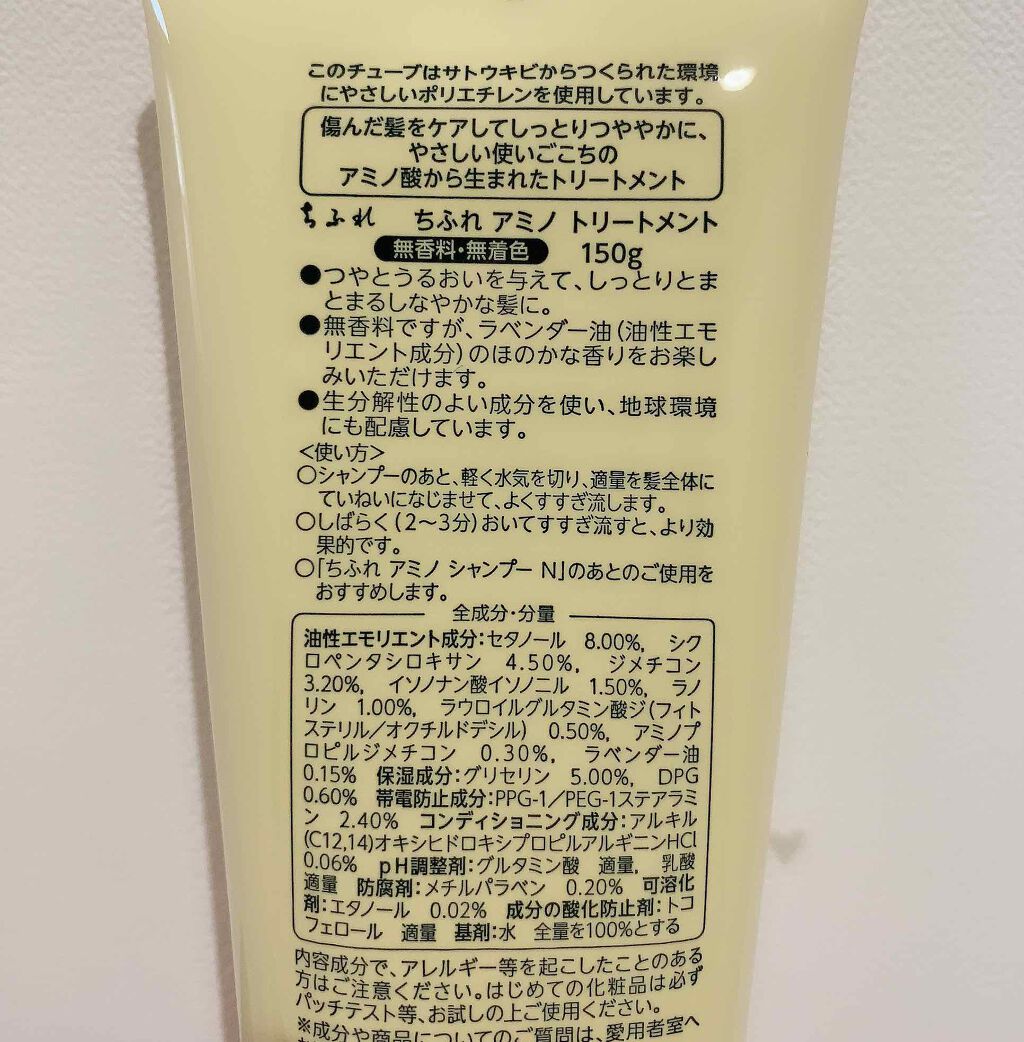 このチューブはサトウキビからつくられた環境
にやさしいポリエチレンを使用しています。
傷んだ髪をケアしてしっとりつややかに、
やさしい使いごこちの
アミノ酸から生まれたトリートメント
ちふれ ちふれ アミノ トリートメント
無香料・無着色 150g
●つやとうるおいを与えて、しっとりとま
とまるしなやかな髪に。
●無香料ですが、ラベンダー油(油性エモ
リエント成分)のほのかな香りをお楽し
みいただけます。
●生分解性のよい成分を使い、地球環境
にも配慮しています。
<使い方>
○シャンプーのあと、軽く水気を切り、適量を髪全体に
ていねいになじませて、よくすすぎ流します。
○しばらく(2〜3分)おいてすすぎ流すと、より効
果的です。
○「ちふれ アミノ シャンプー N」のあとのご使用を
おすすめします。
全成分・分量
油性エモリエント成分:セタノール 8.00%, シク
ロペンタシロキサン 4.50%, ジメチコン
3.20%, イソノナン酸イソノニル 1.50%, ラノ
リン 1.00%, ラウロイルグルタミン酸ジ(フィト
ステリル/オクチルドデシル) 0.50%, アミノプ
ロピルジメチコン 0.30%, ラベンダー油
0.15% 保湿成分:グリセリン 5.00%, DPG
0.60% 帯電防止成分:PPG-1/PEG-1ステアラミ
ン 2.40% コンディショニング成分:アルキル
(C12,14)オキシヒドロキシプロピルアルギニンHCl
0.06% pH調整剤:グルタミン酸 適量, 乳酸
適量 防腐剤:メチルパラベン 0.20% 可溶化
剤:エタノール 0.02% 成分の酸化防止剤:トコ
フェロール 適量 基剤:水 全量を100%とする
内容成分で、アレルギー等を起こしたことのある
方はご注意ください。はじめての化粧品は必ず
パッチテスト等、お試しの上ご使用ください。
※成分や商品についてのご質問は、愛用者室へ